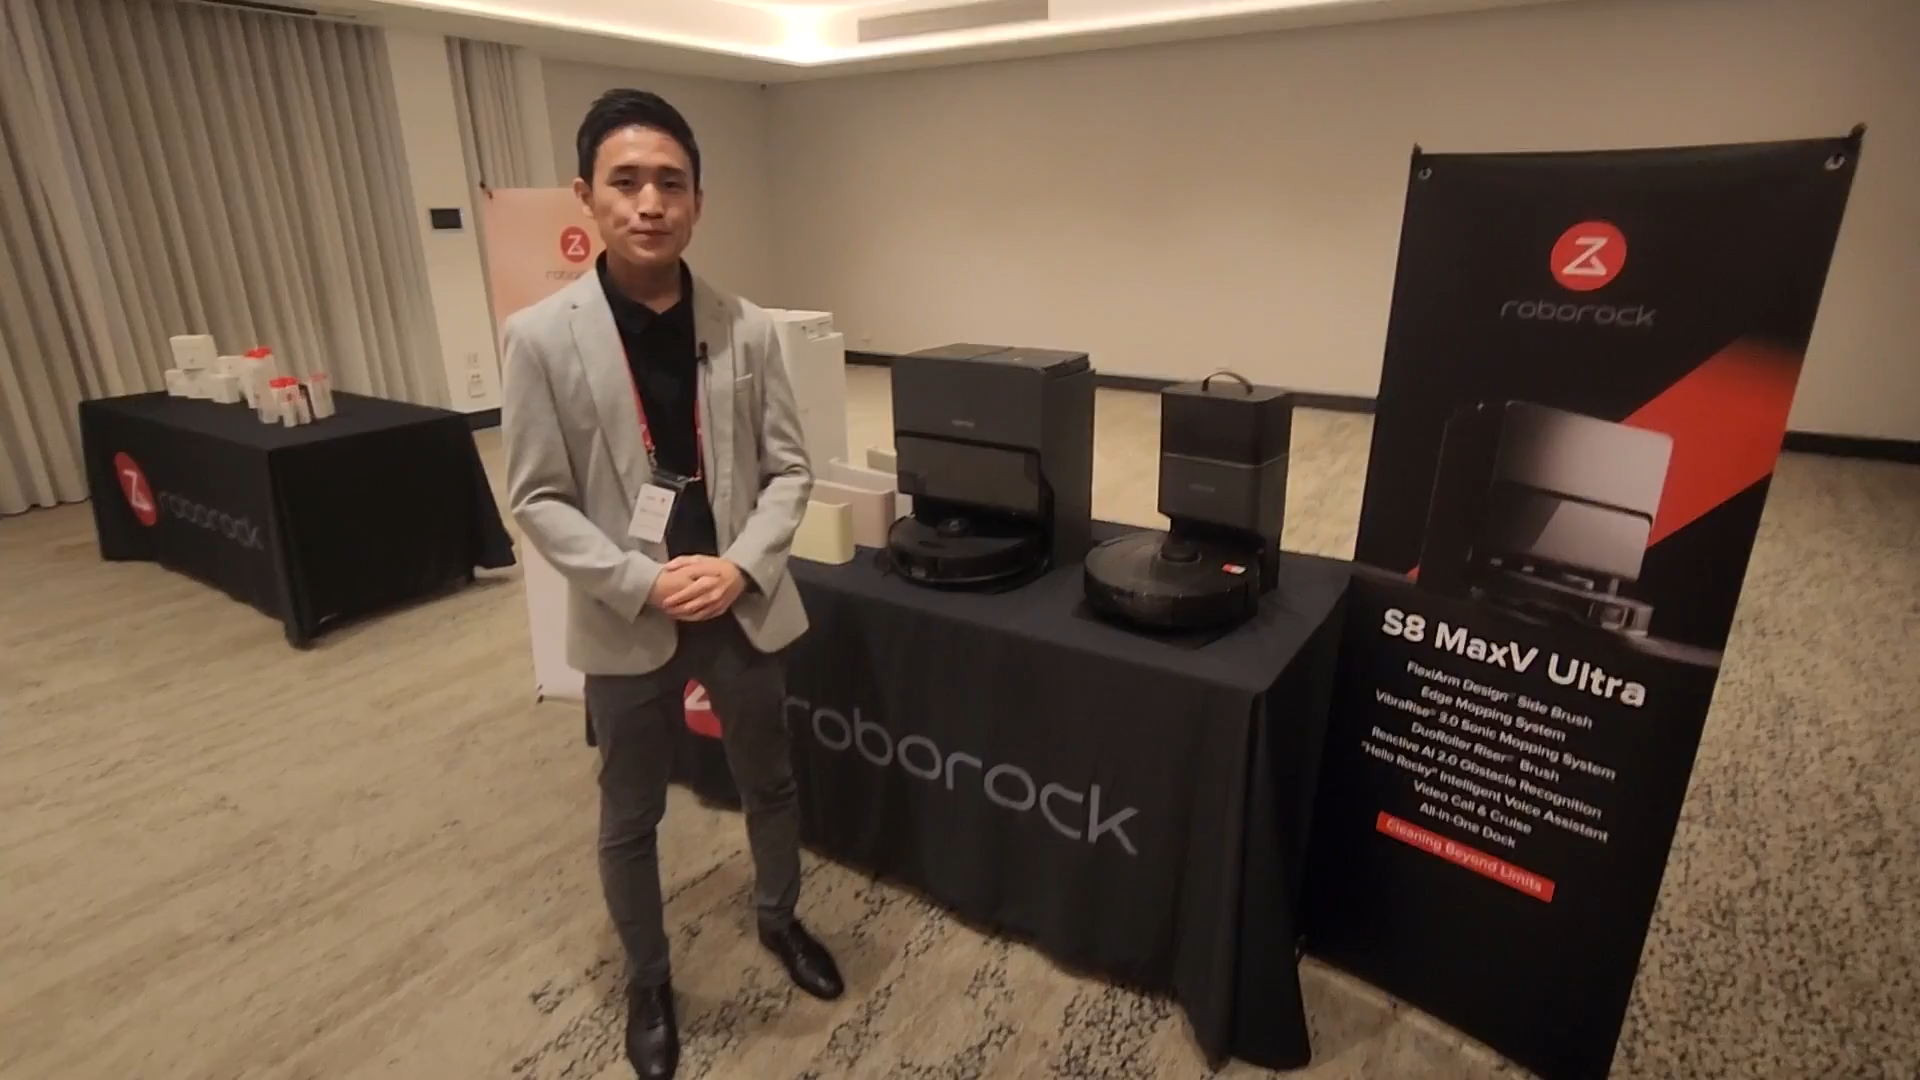 roborock
roborock
roborock
roborock
S8 MaxV Ultra
FlexiArm Design™ Side Brush
Edge Mopping System
VibraRise® 3.0 Sonic Mopping System
DuoRoller Riser™ Brush
Reactive AI 2.0 Obstacle Recognition
"Hello Rocky" Intelligent Voice Assistant
Video Call & Cruise
All-in-One Dock
Cleaning Beyond Limits